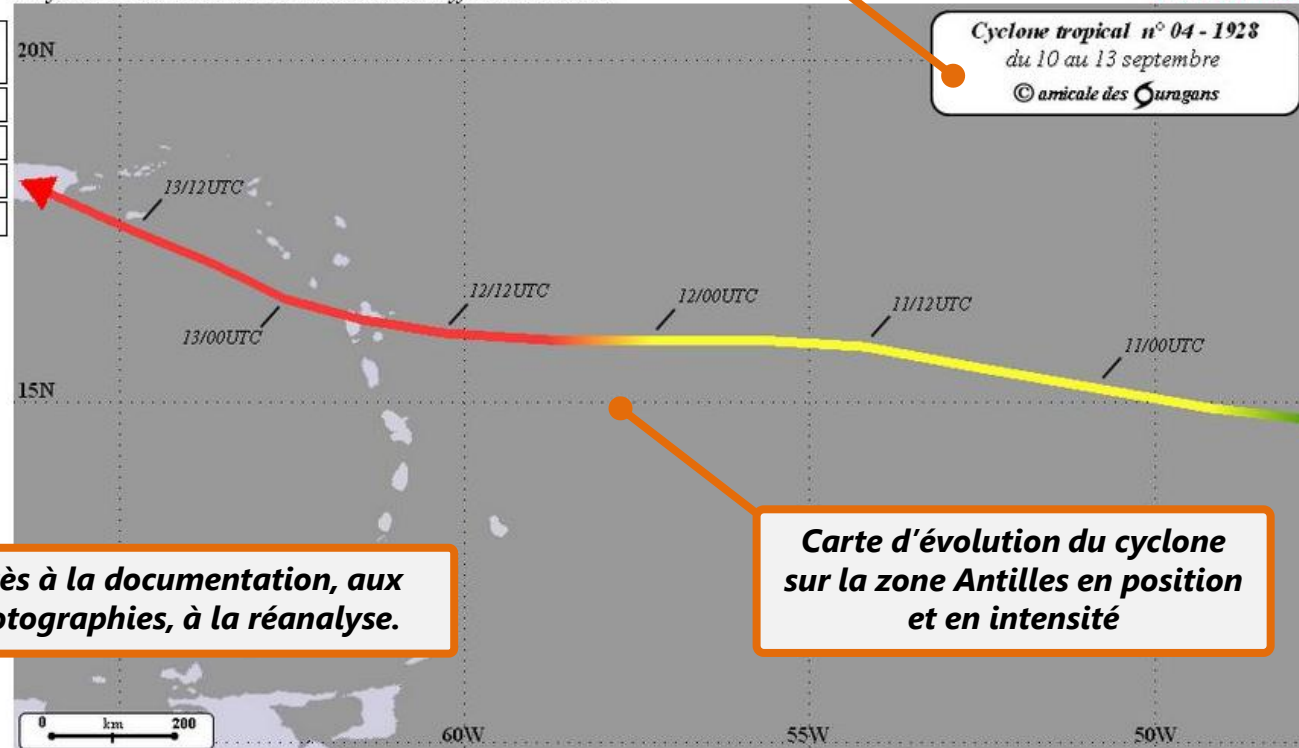 Cyclone tropical n° 04 - 1928
du 10 au 13 septembre
© amicale des Ouragans
20N
13/12UTC
12/12UTC
12/00UTC
11/12UTC
13/00UTC
11/00UTC
15N
Carte d'évolution du cyclone
sur la zone Antilles en position
et en intensité
ès à la documentation, aux
otographies, à la réanalyse.
0 km 200
60W
55W
50W